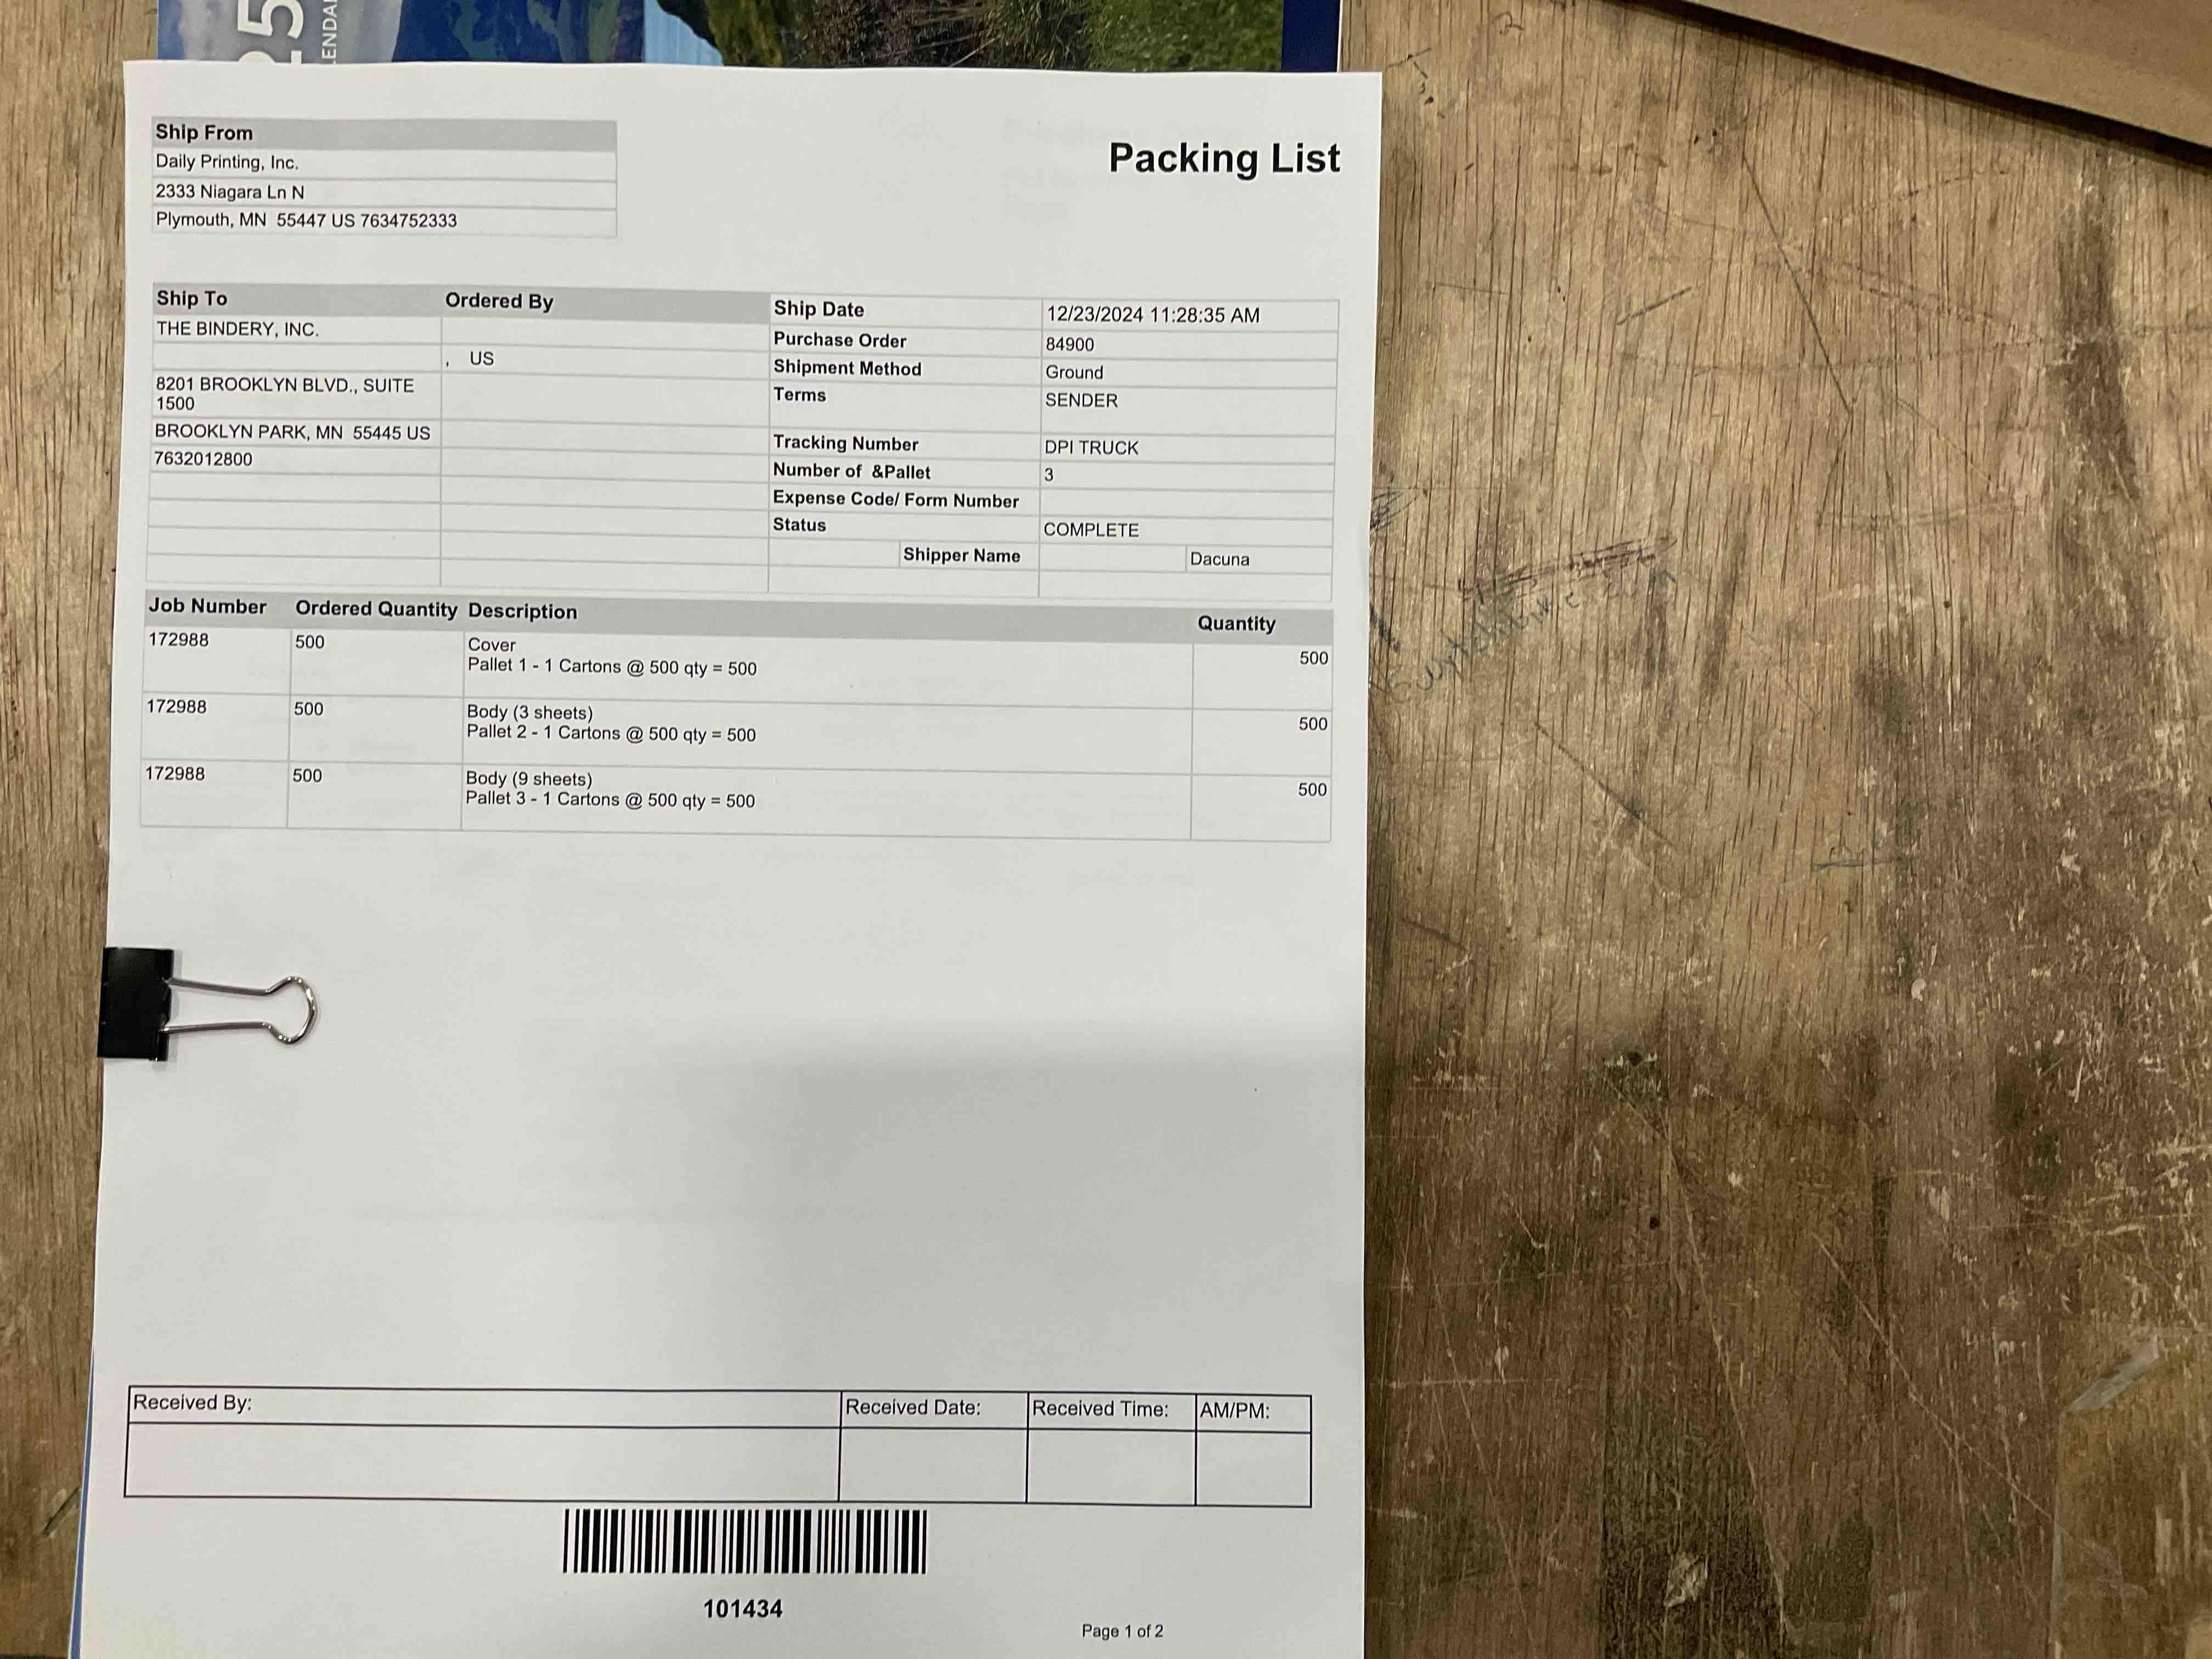 25
ENDAR
Ship From
Daily Printing, Inc.
2333 Niagara Ln N
Plymouth, MN 55447 US 7634752333
Packing List
Ship To Ordered By
THE BINDERY, INC.
, US
8201 BROOKLYN BLVD., SUITE
1500
BROOKLYN PARK, MN 55445 US
7632012800
Ship Date 12/23/2024 11:28:35 AM
Purchase Order 84900
Shipment Method Ground
Terms SENDER
Tracking Number DPI TRUCK
Number of &Pallet 3
Expense Code/ Form Number
Status COMPLETE
Shipper Name Dacuna
Job Number Ordered Quantity Description Quantity
172988 500 Cover 500
Pallet 1 - 1 Cartons @ 500 qty = 500
172988 500 Body (3 sheets) 500
Pallet 2 - 1 Cartons @ 500 qty = 500
172988 500 Body (9 sheets) 500
Pallet 3 - 1 Cartons @ 500 qty = 500
Received By: Received Date: Received Time: AM/PM:
101434
Page 1 of 2